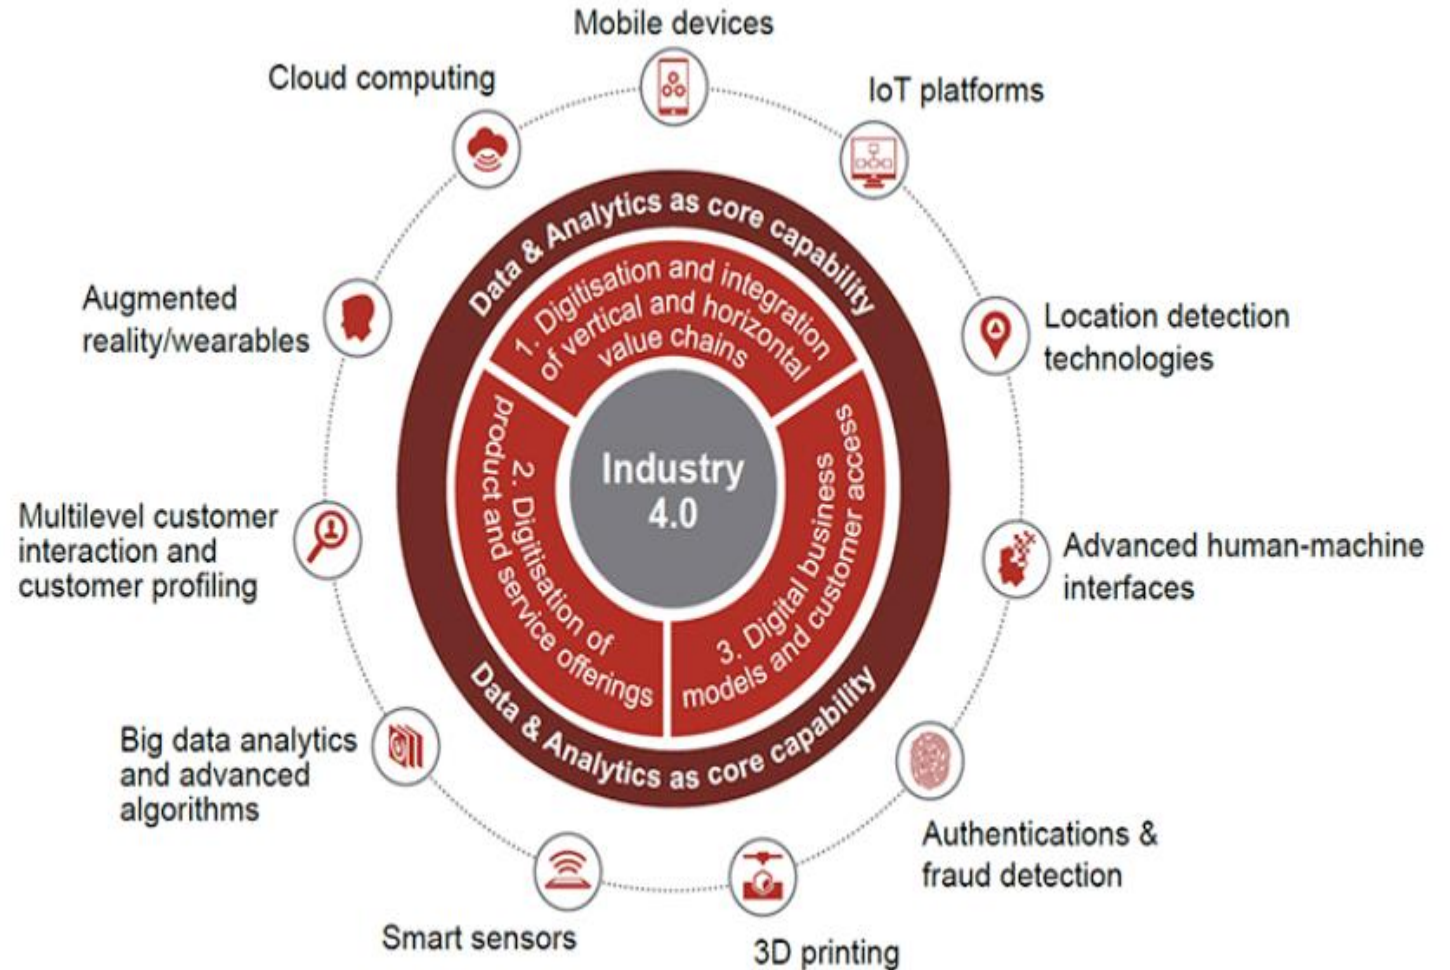 Mobile devices
Cloud computing
IoT platforms
Augmented
reality/wearables
Location detection
technologies
Multilevel customer
interaction and
customer profiling
Advanced human-machine
interfaces
Big data analytics
and advanced
algorithms
Authentications &
fraud detection
Smart sensors
3D printing
Data & Analytics as core capability
1. Digitisation and integration
of vertical and horizontal
value chains
Industry
4.0
2. Digitisation of
product and service offerings
3. Digital business
models and customer access
Data & Analytics as core capability